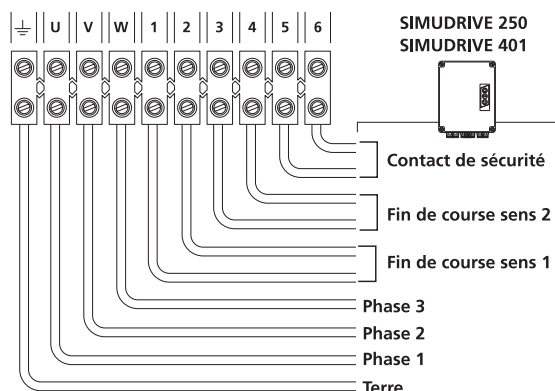 U V W 1 2 3 4 5 6
SIMUDRIVE 250
SIMUDRIVE 401
Contact de sécurité
Fin de course sens 2
Fin de course sens 1
Phase 3
Phase 2
Phase 1
Terre